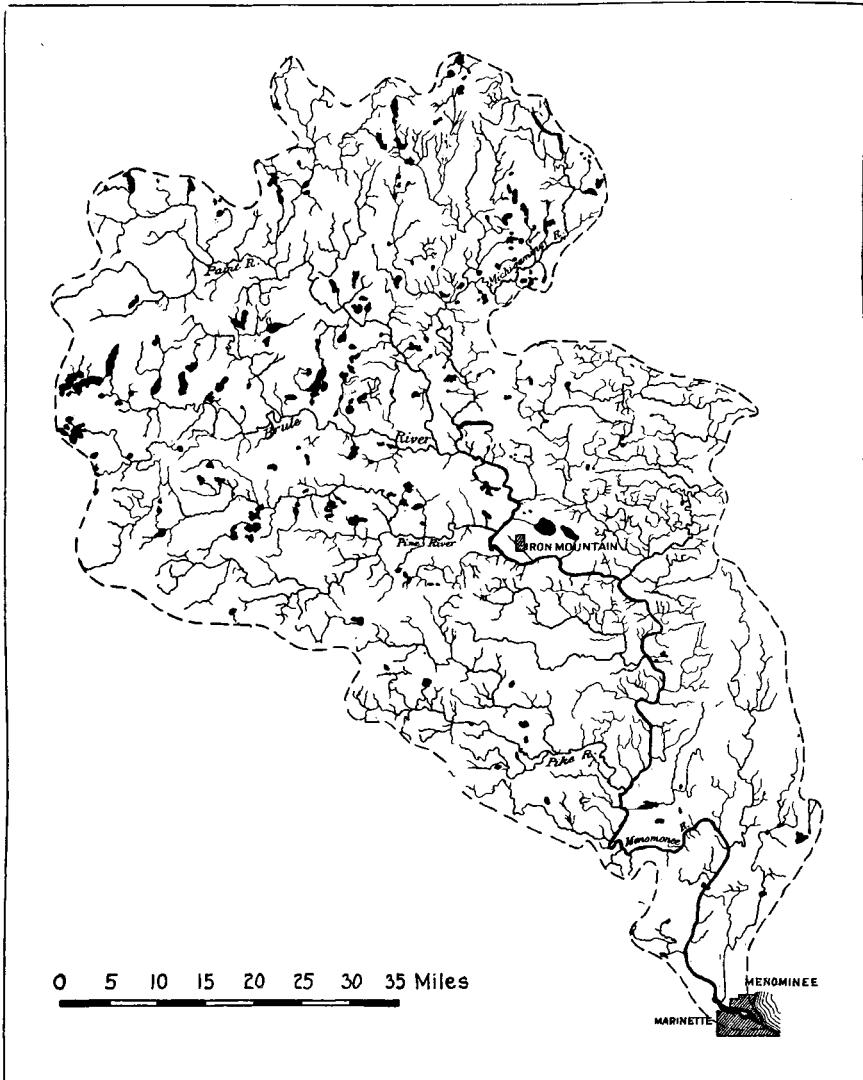 Paint R.
Michigamme R.
Brule
River
Pine River
IRON MOUNTAIN
Pike R.
Menomonee R.
0 5 10 15 20 25 30 35 Miles
MENOMINEE
MARINETTE